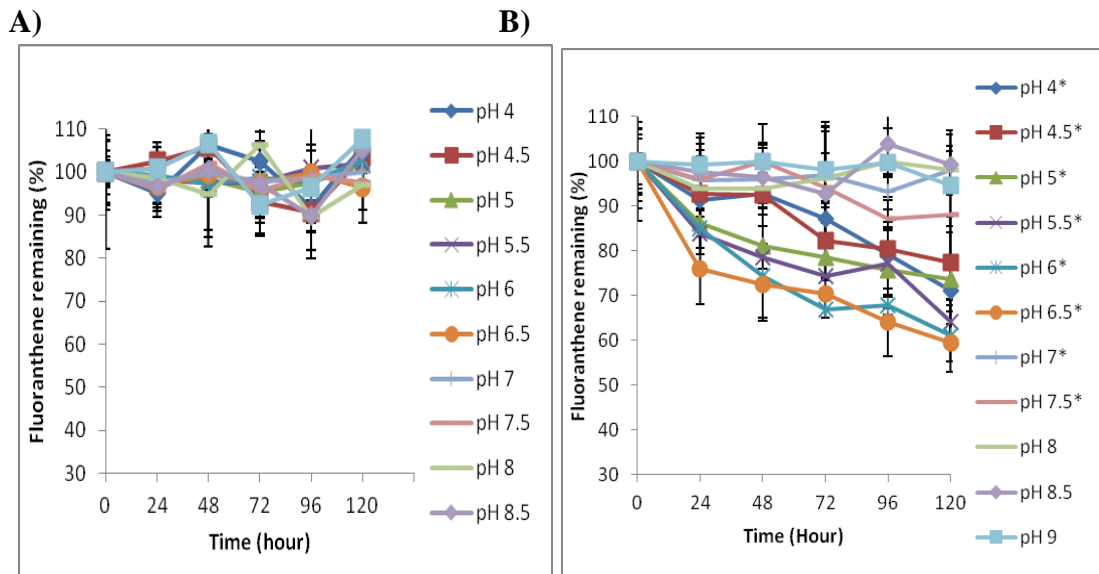 A)
Fluoranthene remaining (%)
110
100
90
80
70
60
50
40
30
0 24 48 72 96 120
Time (hour)
pH 4
pH 4.5
pH 5
pH 5.5
pH 6
pH 6.5
pH 7
pH 7.5
pH 8
pH 8.5
B)
Fluoranthene remaining (%)
110
100
90
80
70
60
50
40
30
0 24 48 72 96 120
Time (Hour)
pH 4*
pH 4.5*
pH 5*
pH 5.5*
pH 6*
pH 6.5*
pH 7*
pH 7.5*
pH 8
pH 8.5
pH 9